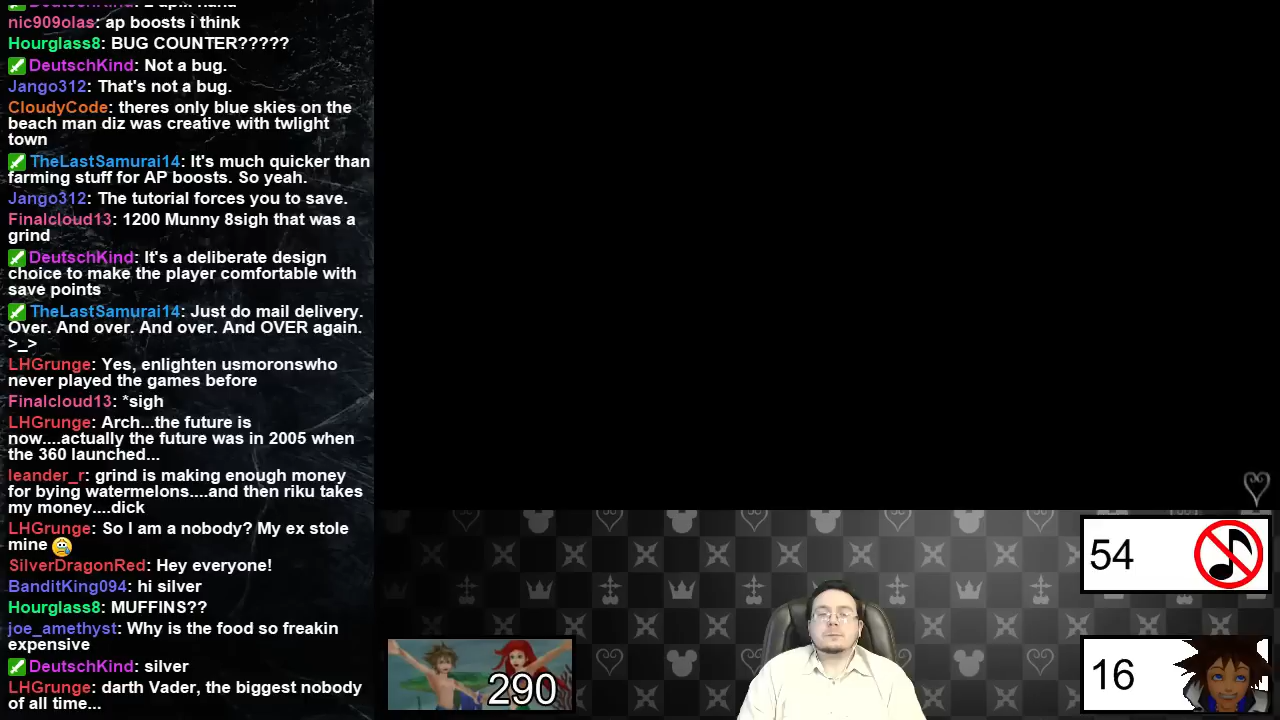 nic909olas: ap boosts i think
Hourglass8: BUG COUNTER?????
DeutschKind: Not a bug.
Jango312: That's not a bug.
CloudyCode: theres only blue skies on the
beach man diz was creative with twlight
town
TheLastSamurai14: It's much quicker than
farming stuff for AP boosts. So yeah.
Jango312: The tutorial forces you to save.
Finalcloud13: 1200 Munny 8sigh that was a
grind
DeutschKind: It's a deliberate design
choice to make the player comfortable with
save points
TheLastSamurai14: Just do mail delivery.
Over. And over. And over. And OVER again.
>_>
LHGrunge: Yes, enlighten usmoronswho
never played the games before
Finalcloud13: *sigh
LHGrunge: Arch...the future is
now....actually the future was in 2005 when
the 360 launched...
leander_r: grind is making enough money
for bying watermelons....and then riku takes
my money....dick
LHGrunge: So I am a nobody? My ex stole
mine
SilverDragonRed: Hey everyone!
BanditKing094: hi silver
Hourglass8: MUFFINS??
joe_amethyst: Why is the food so freakin
expensive
DeutschKind: silver
LHGrunge: darth Vader, the biggest nobody
of all time...
54
290
16